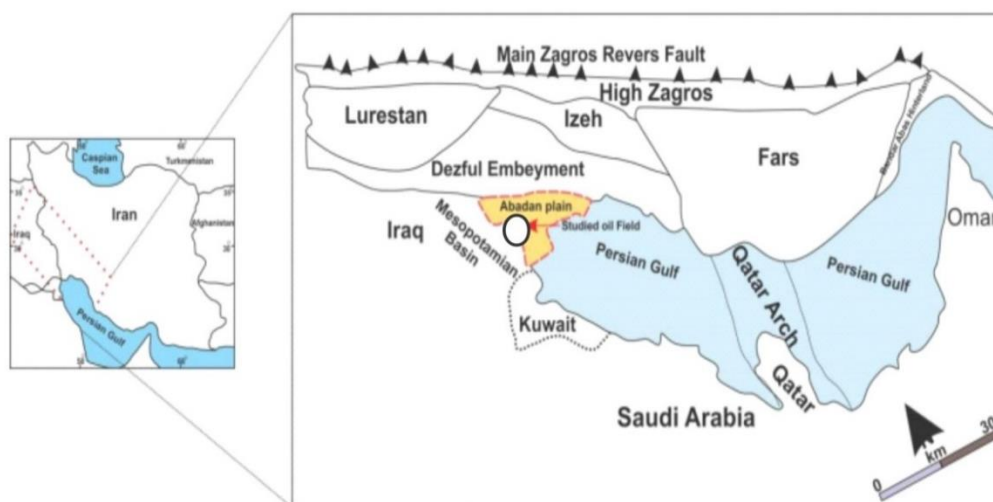 Caspian
Sea
Turkmenistan
Iran
Afghanistan
Iraq
Persian Gulf
Main Zagros Revers Fault
High Zagros
Lurestan
Izeh
Fars
Dezful Embeyment
Abadan plain
Studied oil Field
Iraq
Mesopotamian
Basin
Persian Gulf
Qatar Arch
Persian Gulf
Oman
Kuwait
Qatar
Saudi Arabia
0
km
30